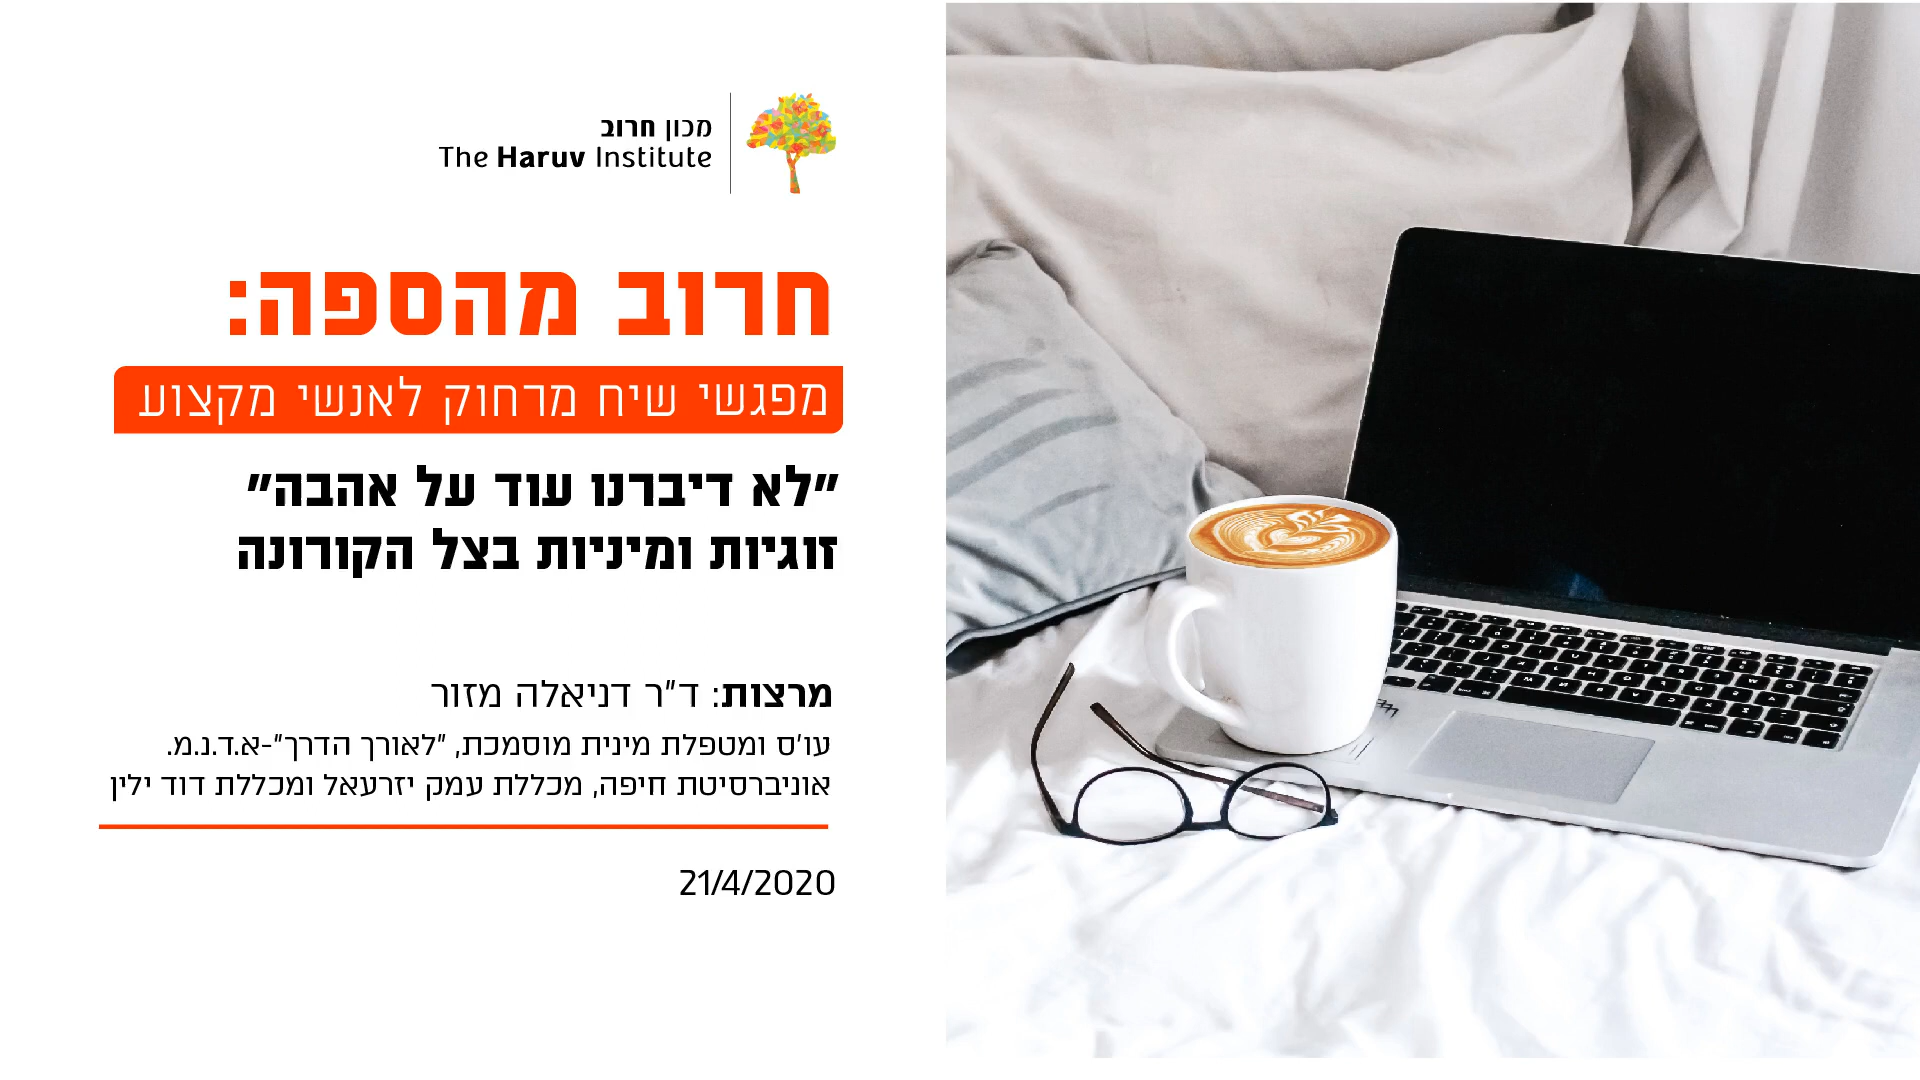 מכון חרוב
The Haruv Institute
חרוב מהספה:
מפגשי שיח מרחוק לאנשי מקצוע
״לא דיברנו עוד על אהבה״
זוגיות ומיניות בצל הקורונה
מרצות: ד"ר דניאלה מזור
עו'ס ומטפלת מינית מוסמכת, "לאורך הדרך"-א.ד.נ.מ.
אוניברסיטת חיפה, מכללת עמק יזרעאל ומכללת דוד ילין
21/4/2020